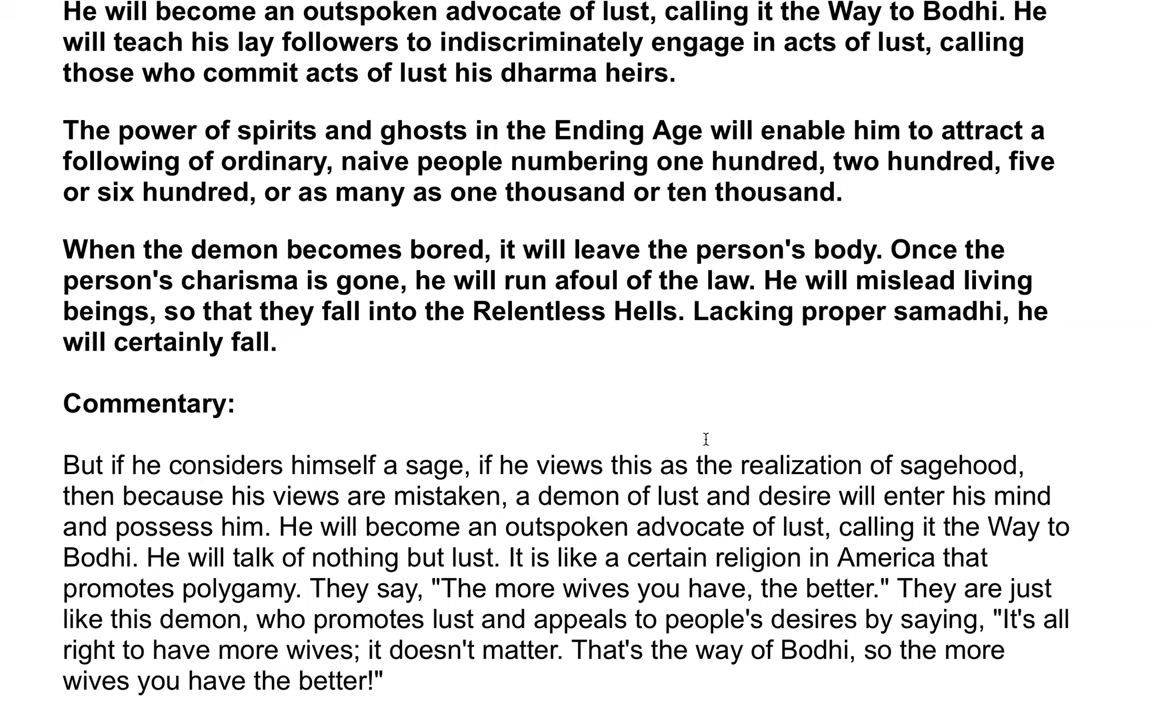 He will become an outspoken advocate of lust, calling it the Way to Bodhi. He
will teach his lay followers to indiscriminately engage in acts of lust, calling
those who commit acts of lust his dharma heirs.
The power of spirits and ghosts in the Ending Age will enable him to attract a
following of ordinary, naive people numbering one hundred, two hundred, five
or six hundred, or as many as one thousand or ten thousand.
When the demon becomes bored, it will leave the person's body. Once the
person's charisma is gone, he will run afoul of the law. He will mislead living
beings, so that they fall into the Relentless Hells. Lacking proper samadhi, he
will certainly fall.
Commentary:
But if he considers himself a sage, if he views this as the realization of sagehood,
then because his views are mistaken, a demon of lust and desire will enter his mind
and possess him. He will become an outspoken advocate of lust, calling it the Way to
Bodhi. He will talk of nothing but lust. It is like a certain religion in America that
promotes polygamy. They say, "The more wives you have, the better." They are just
like this demon, who promotes lust and appeals to people's desires by saying, "It's all
right to have more wives; it doesn't matter. That's the way of Bodhi, so the more
wives you have the better!"